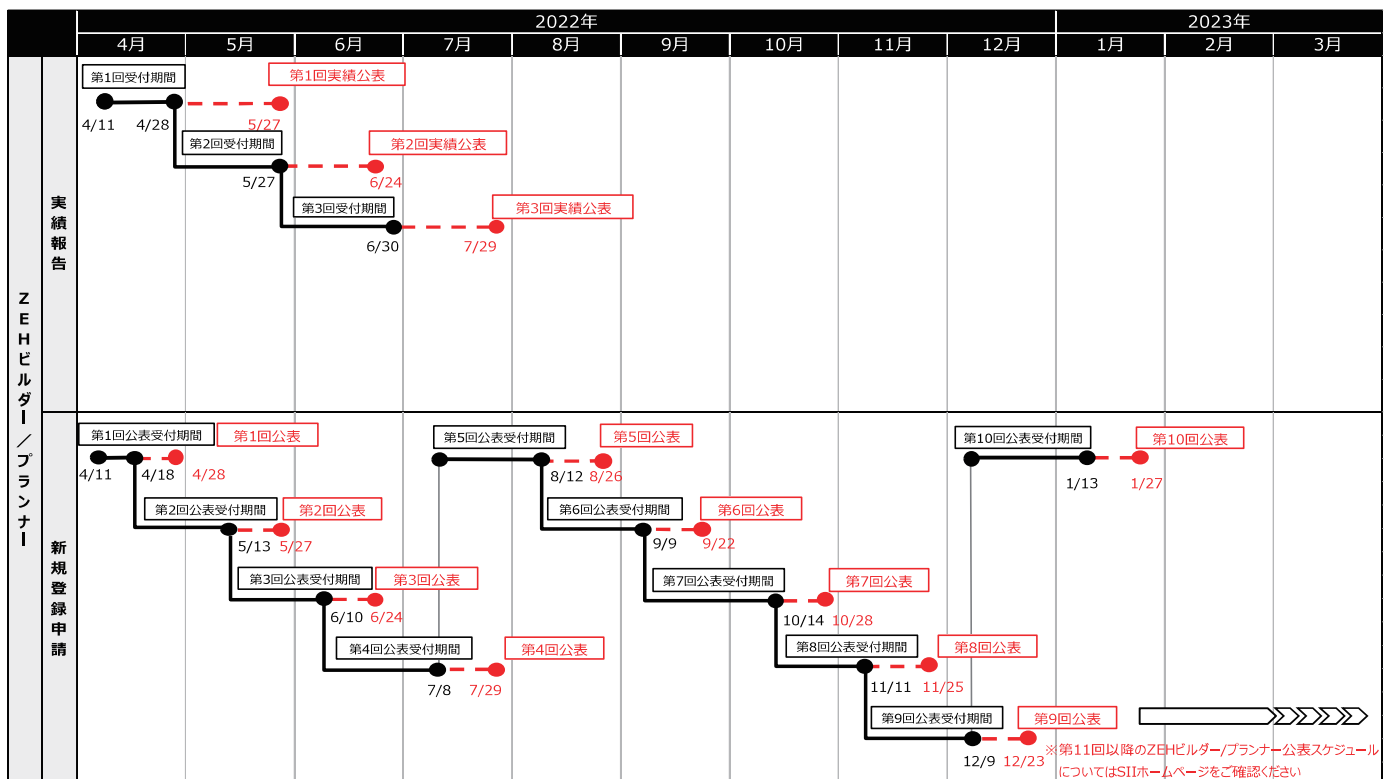 2022年 2023年
4月 5月 6月 7月 8月 9月 10月 11月 12月 1月 2月 3月
ZEHビルダー／プランナー
実績報告
第1回受付期間 第1回実績公表
4/11 4/28 5/27
第2回受付期間 第2回実績公表
5/27 6/24
第3回受付期間 第3回実績公表
6/30 7/29
新規登録申請
第1回公表受付期間 第1回公表 第5回公表受付期間 第5回公表 第10回公表受付期間 第10回公表
4/11 4/18 4/28 8/12 8/26 1/13 1/27
第2回公表受付期間 第2回公表 第6回公表受付期間 第6回公表
5/13 5/27 9/9 9/22
第3回公表受付期間 第3回公表 第7回公表受付期間 第7回公表
6/10 6/24 10/14 10/28
第4回公表受付期間 第4回公表 第8回公表受付期間 第8回公表
7/8 7/29 11/11 11/25
第9回公表受付期間 第9回公表
12/9 12/23
※第11回以降のZEHビルダー/プランナー公表スケジュール
についてはSIIホームページをご確認ください